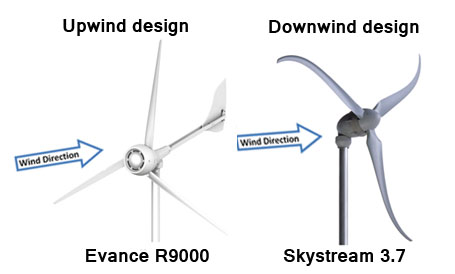 Upwind design
Downwind design
Wind Direction
Wind Direction
Evance R9000
Skystream 3.7